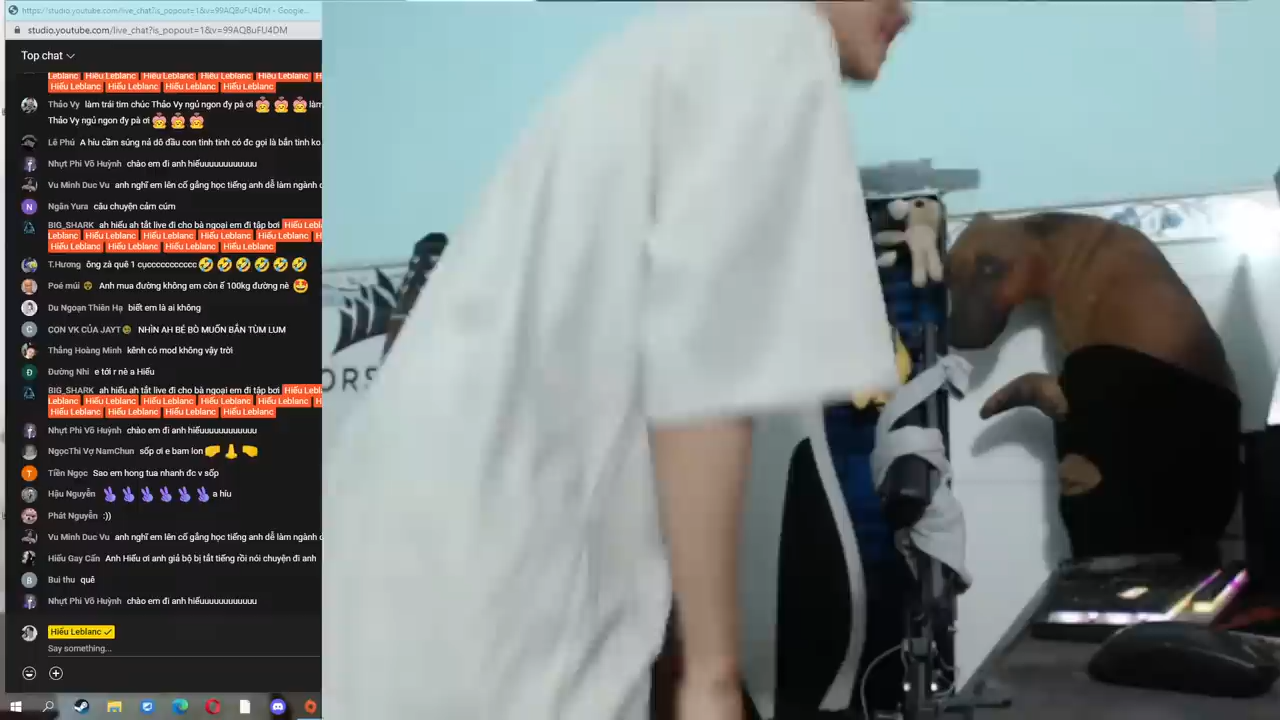 https://studio.youtube.com/live_chat?is_popout=1&v=99AQBuFU4DM - Google...
studio.youtube.com/live_chat?is_popout=1&v=99AQBuFU4DM
Top chat
Leblanc Hiếu Leblanc Hiếu Leblanc Hiếu Leblanc Hiếu Leblanc H
Hiếu Leblanc Hiếu Leblanc Hiếu Leblanc Hiếu Leblanc
Thảo Vy làm trái tim chúc Thảo Vy ngủ ngon đy pà ơi làm
Thảo Vy ngủ ngon đy pà ơi
Lê Phú A híu cầm súng nả dô đầu con tinh tinh có đc gọi là bắn tinh ko
Nhựt Phi Võ Huỳnh chào em đi anh hiếuuuuuuuuuuu
Vu Minh Duc Vu anh nghĩ em lên cố gắng học tiếng anh dễ làm ngành
Ngân Yura câu chuyện cảm cúm
BIG_SHARK ah hiếu ah tắt live đi cho bà ngoại em đi tập bơi Hiếu Lebl
Leblanc Hiếu Leblanc Hiếu Leblanc Hiếu Leblanc Hiếu Leblanc H
Hiếu Leblanc Hiếu Leblanc Hiếu Leblanc Hiếu Leblanc
T.Hương ông zà quê 1 cụcccccccccc
Poé múi Anh mua đường không em còn ế 100kg đường nè
Du Ngoạn Thiên Hạ biết em là ai không
CON VK CỦA JAYT NHÌN AH BÉ BÒ MUỐN BẮN TÙM LUM
Thắng Hoàng Minh kênh có mod không vậy trời
Đường Nhi e tới r nè a Hiếu
BIG_SHARK ah hiếu ah tắt live đi cho bà ngoại em đi tập bơi Hiếu Lebl
Leblanc Hiếu Leblanc Hiếu Leblanc Hiếu Leblanc Hiếu Leblanc H
Hiếu Leblanc Hiếu Leblanc Hiếu Leblanc Hiếu Leblanc
Nhựt Phi Võ Huỳnh chào em đi anh hiếuuuuuuuuuuu
NgọcThi Vợ NamChun sốp ơi e bam lon
Tiền Ngọc Sao em hong tua nhanh đc v sốp
Hậu Nguyễn a híu
Phát Nguyễn :))
Vu Minh Duc Vu anh nghĩ em lên cố gắng học tiếng anh dễ làm ngành
Hiếu Gay Cấn Anh Hiếu ơi anh giả bộ bị tắt tiếng rồi nói chuyện đi anh
Bui thu quê
Nhựt Phi Võ Huỳnh chào em đi anh hiếuuuuuuuuuuu
Hiếu Leblanc
Say something...
ORS